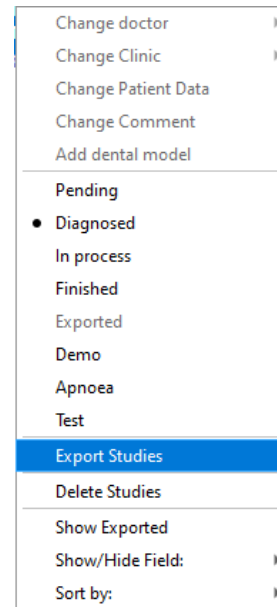 Change doctor
Change Clinic
Change Patient Data
Change Comment
Add dental model
Pending
Diagnosed
In process
Finished
Exported
Demo
Apnoea
Test
Export Studies
Delete Studies
Show Exported
Show/Hide Field:
Sort by: